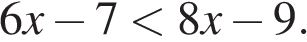 6x − 7 < 8x − 9.